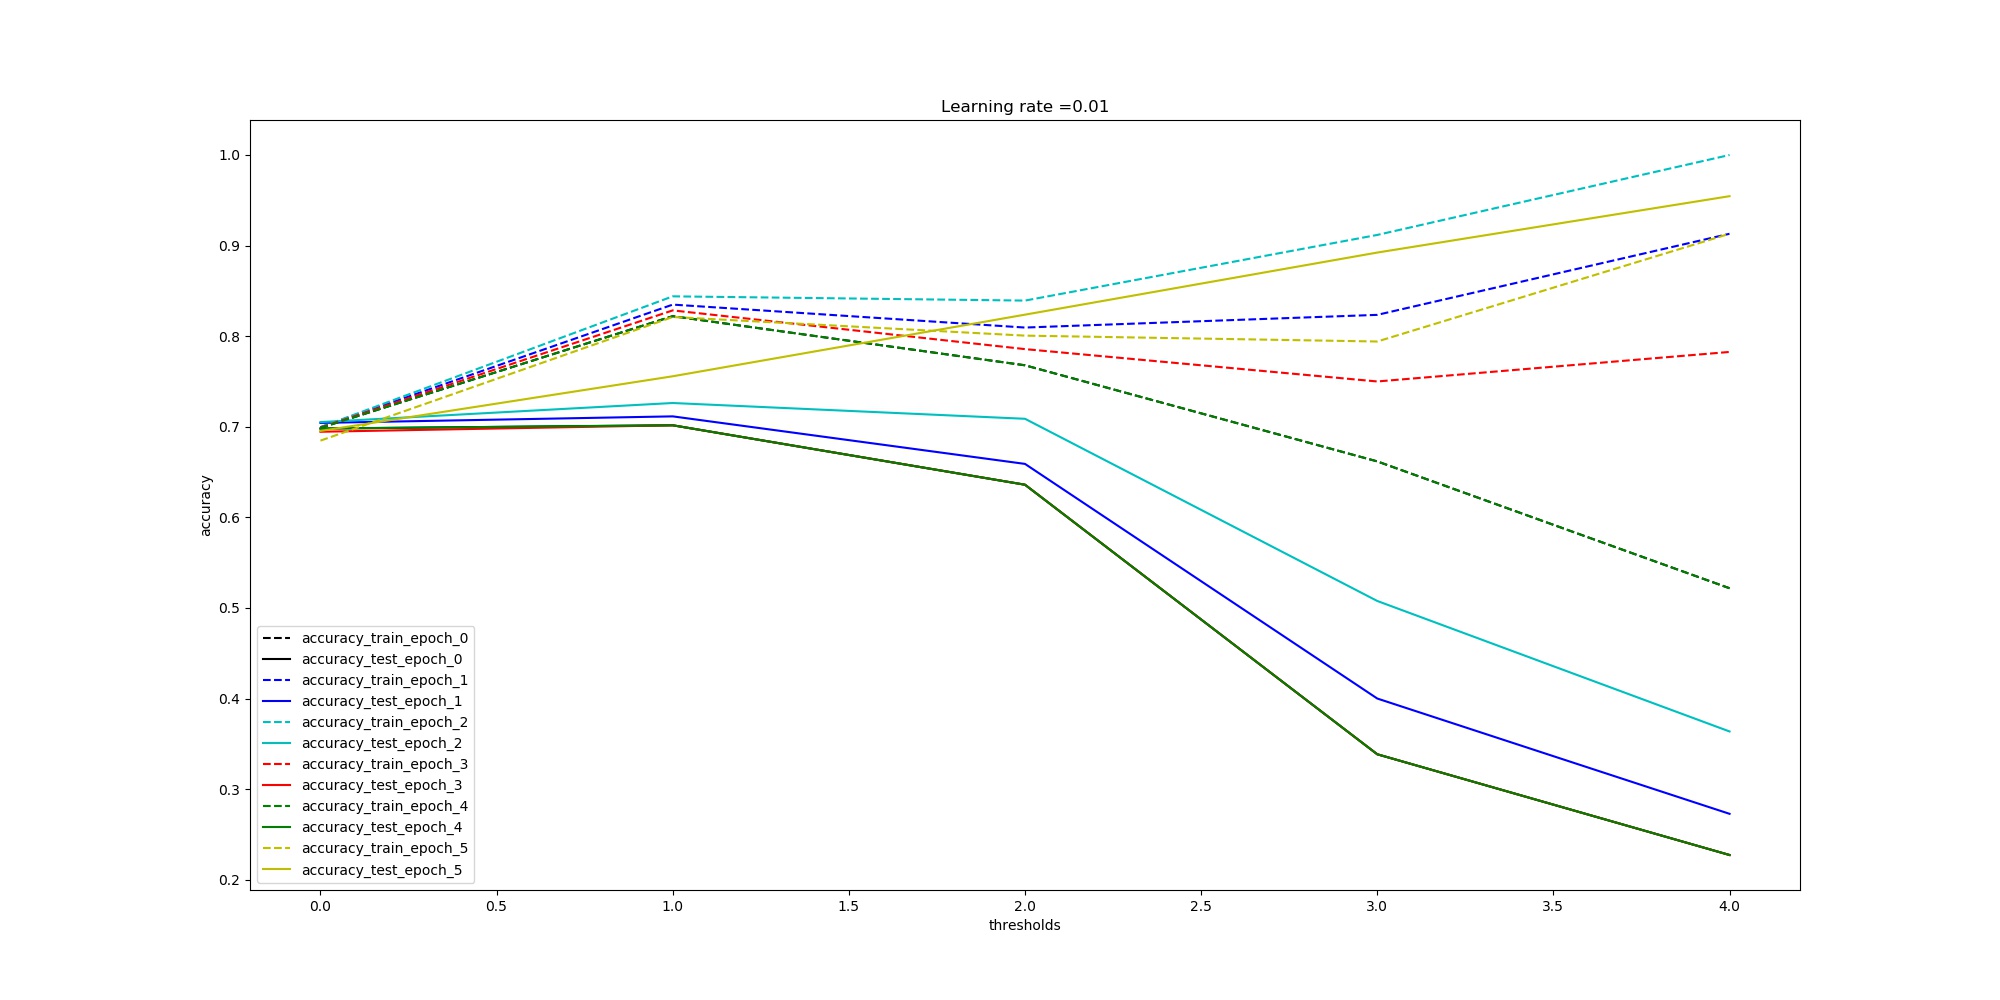 Learning rate =0.01
1.0
0.9
0.8
0.7
0.6
0.5
0.4
0.3
0.2
accuracy
accuracy_train_epoch_0
accuracy_test_epoch_0
accuracy_train_epoch_1
accuracy_test_epoch_1
accuracy_train_epoch_2
accuracy_test_epoch_2
accuracy_train_epoch_3
accuracy_test_epoch_3
accuracy_train_epoch_4
accuracy_test_epoch_4
accuracy_train_epoch_5
accuracy_test_epoch_5
0.0 0.5 1.0 1.5 2.0 2.5 3.0 3.5 4.0
thresholds